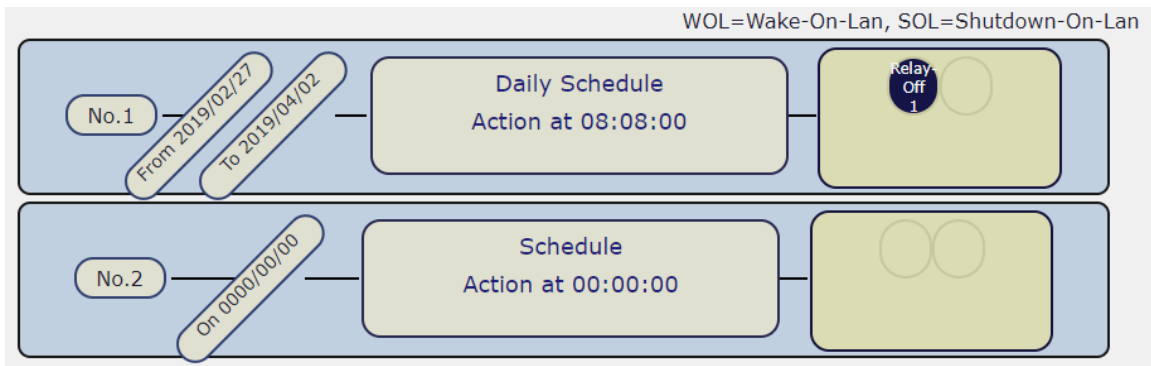 WOL=Wake-On-Lan, SOL=Shutdown-On-Lan
No.1
From 2019/02/27
To 2019/04/02
Daily Schedule
Action at 08:08:00
Relay-
Off
1
No.2
On 0000/00/00
Schedule
Action at 00:00:00